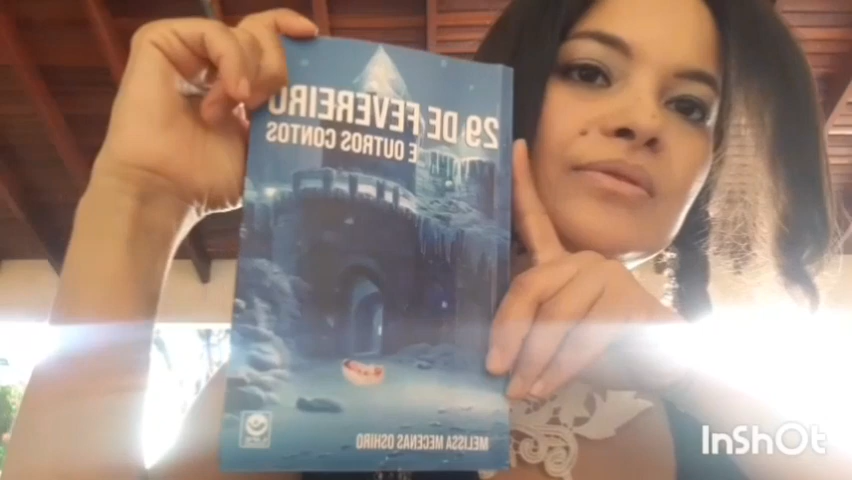 29 DE FEVEREIRO
E OUTROS CONTOS
MELISSA MECENAS OSHIRO
InShOt